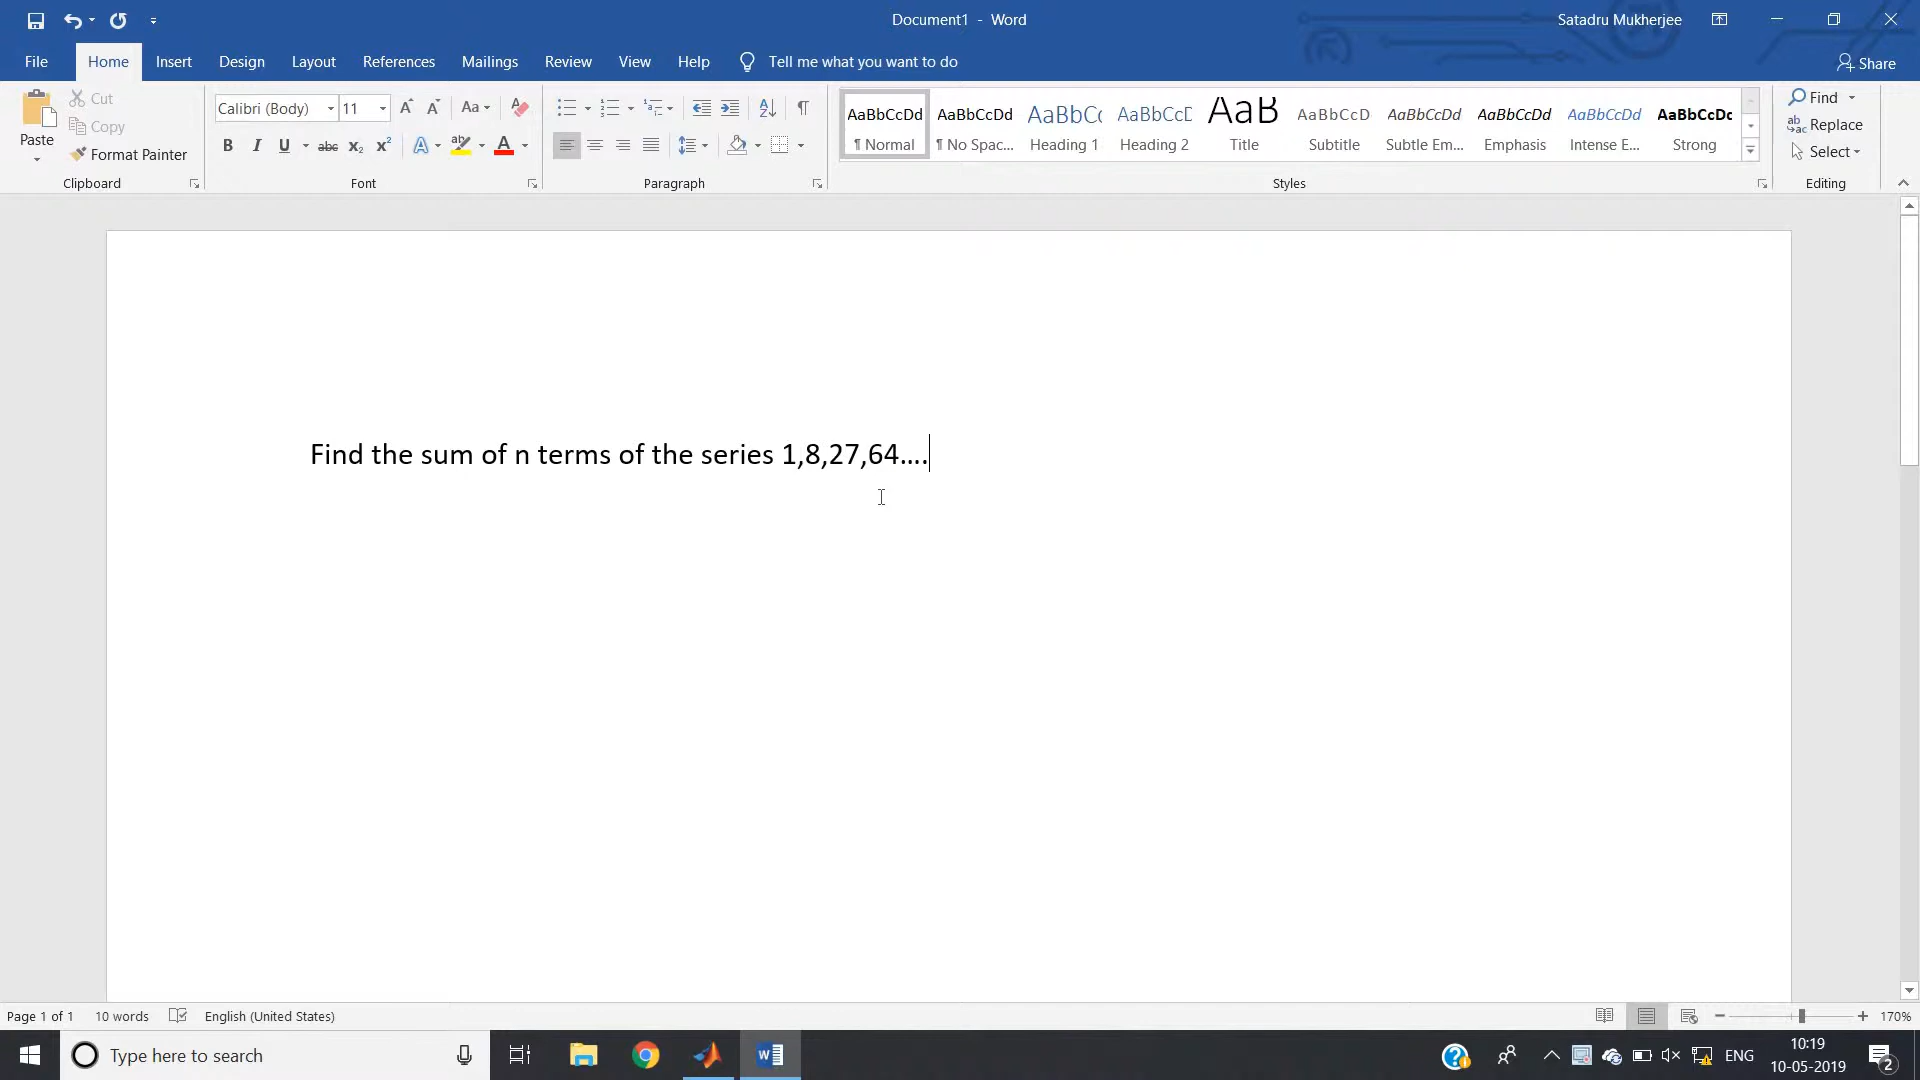 Document1 - Word
Satadru Mukherjee
File Home Insert Design Layout References Mailings Review View Help Tell me what you want to do Share
Paste
Cut
Copy
Format Painter
Clipboard
Calibri (Body) 11
Font
Paragraph
AaBbCcDd AaBbCcDd AaBbCc AaBbCcE AaB AaBbCcD AaBbCcDd AaBbCcDd AaBbCcDd AaBbCcDc
¶ Normal ¶ No Spac... Heading 1 Heading 2 Title Subtitle Subtle Em... Emphasis Intense E... Strong
Styles
Find
Replace
Select
Editing
Find the sum of n terms of the series 1,8,27,64....
Page 1 of 1 10 words English (United States) 170%
Type here to search
ENG
10:19
10-05-2019
2